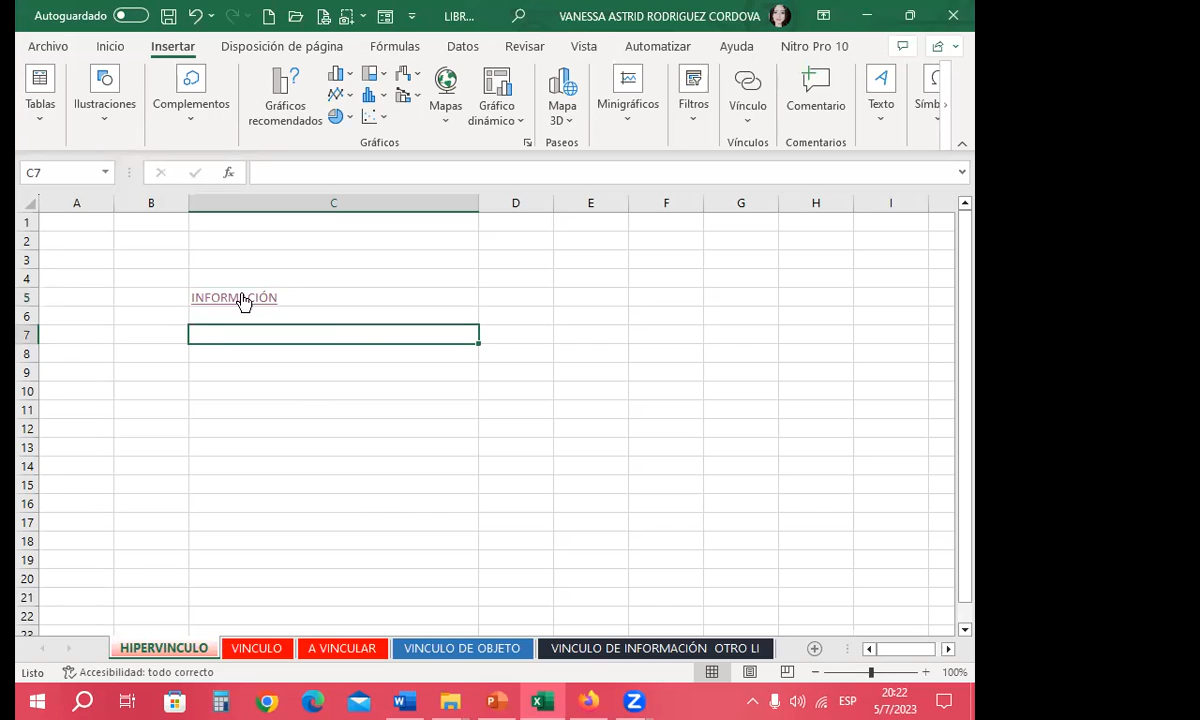 Autoguardado
LIBR...
VANESSA ASTRID RODRIGUEZ CORDOVA
Archivo
Inicio
Insertar
Disposición de página
Fórmulas
Datos
Revisar
Vista
Automatizar
Ayuda
Nitro Pro 10
Tablas
Ilustraciones
Complementos
Gráficos
recomendados
Mapas
Gráfico
dinámico
Mapa
3D
Minigráficos
Filtros
Vínculo
Comentario
Texto
Símb
Gráficos
Paseos
Vínculos
Comentarios
C7
fx
A B C D E F G H I
1
2
3
4
5 INFORMACIÓN
6
7
8
9
10
11
12
13
14
15
16
17
18
19
20
21
22
23
HIPERVINCULO
VINCULO
A VINCULAR
VINCULO DE OBJETO
VINCULO DE INFORMACIÓN OTRO LI
Listo
Accesibilidad: todo correcto
100%
ESP
20:22
5/7/2023